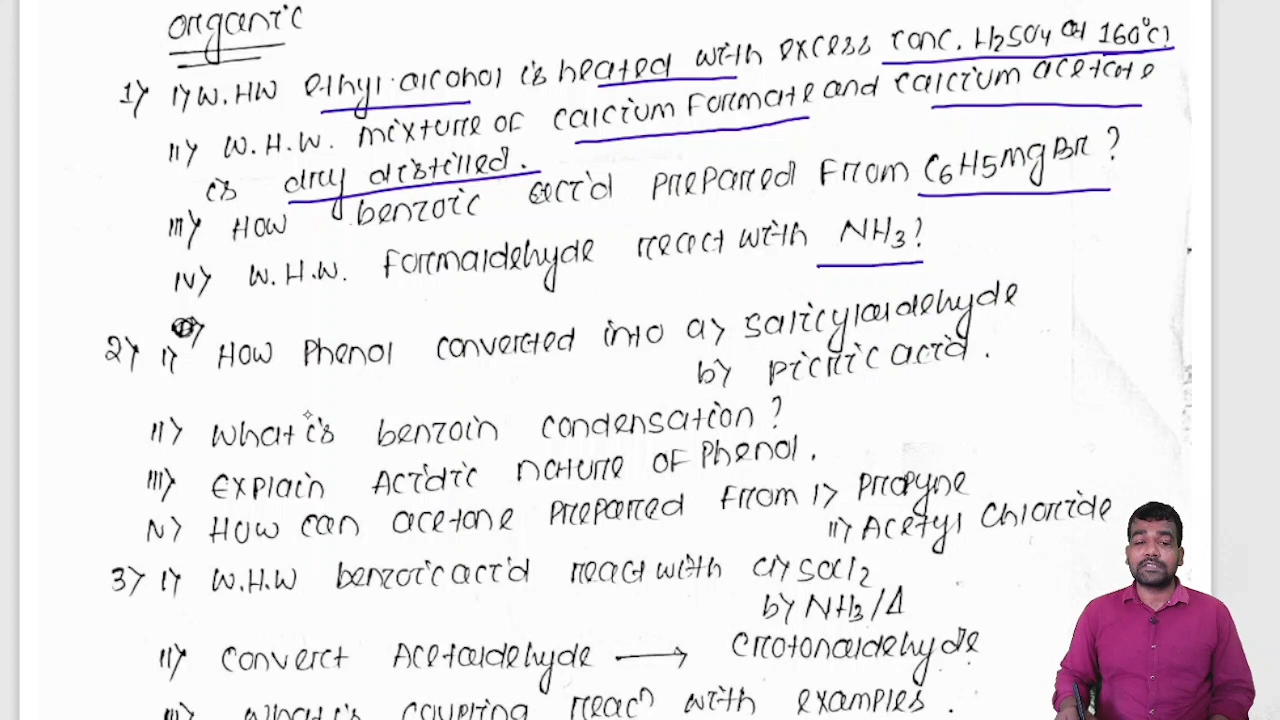 organic
1) i) W.HW ethyl alcohol is heated with excess conc. H2SO4 at 160°C?
ii) W.H.W. mixture of calcium formate and calcium acetate
is dry distilled.
iii) How benzoic acid prepared from C6H5MgBr?
iv) W.H.W. formaldehyde react with NH3?
2) i) How Phenol converted into a) salicylaldehyde
b) picric acid.
ii) What is benzoin condensation?
iii) Explain Acidic nature of Phenol.
iv) How can acetone prepared from i) propyne
ii) Acetyl Chloride
3) i) W.H.W benzoic acid react with a) SOCl2
b) NH3/Δ
ii) Convert Acetaldehyde → Crotonaldehyde
iii) What is coupling reacn with examples.